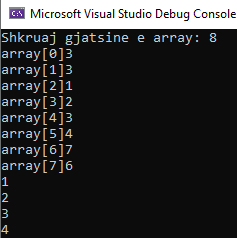 Microsoft Visual Studio Debug Console
Shkruaj gjatsine e array: 8
array[0]3
array[1]3
array[2]1
array[3]2
array[4]3
array[5]4
array[6]7
array[7]6
1
2
3
4